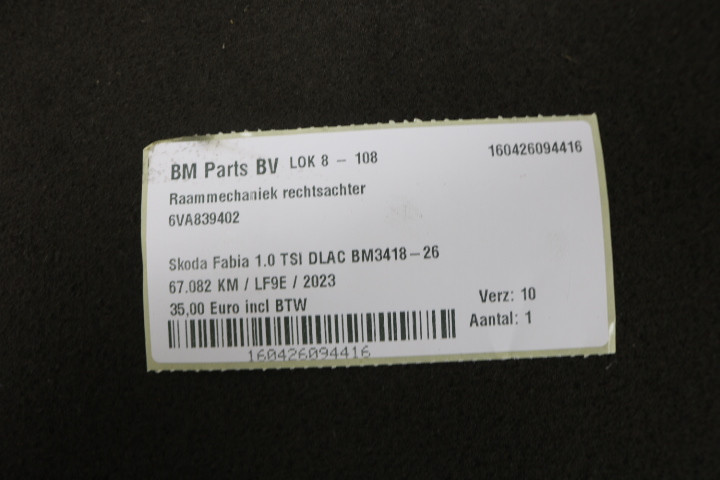 BM Parts BV LOK 8 - 108 160426094416
Raammechaniek rechtsachter
6VA839402
Skoda Fabia 1.0 TSI DLAC BM3418-26
67.082 KM / LF9E / 2023
35,00 Euro incl BTW
Verz: 10
Aantal: 1
160426094416